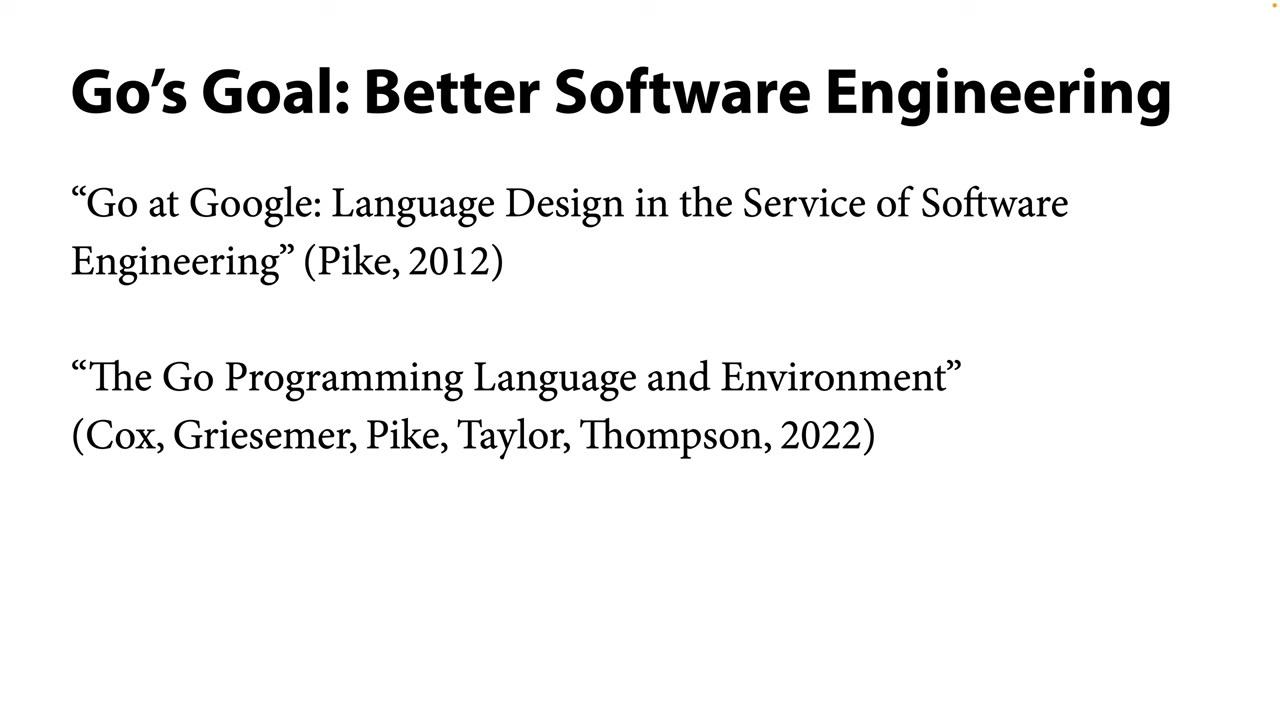 Go’s Goal: Better Software Engineering
“Go at Google: Language Design in the Service of Software
Engineering” (Pike, 2012)
“The Go Programming Language and Environment”
(Cox, Griesemer, Pike, Taylor, Thompson, 2022)